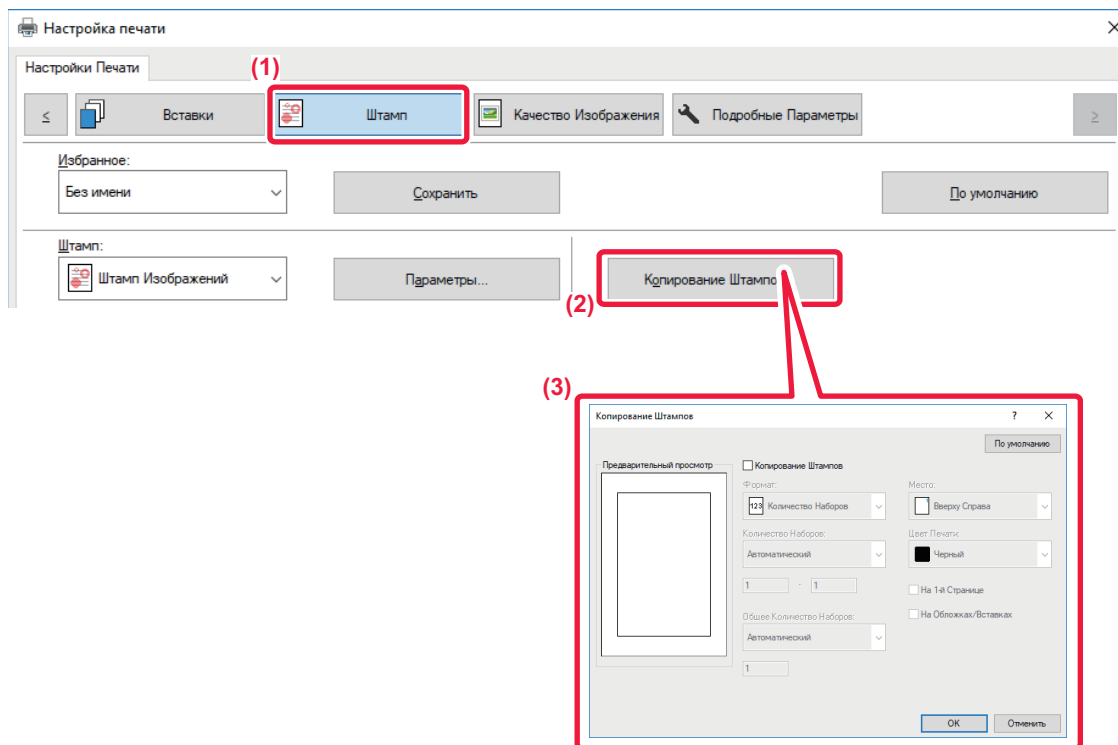 Настройка печати
Настройки Печати
(1)
< Вставки Штамп Качество Изображения Подробные Параметры >
Избранное:
Без имени Сохранить По умолчанию
Штамп:
Штамп Изображений Параметры... Копирование Штампо
(2)
(3)
Копирование Штампов ? ×
По умолчанию
Предварительный просмотр Копирование Штампов
Формат: Место:
123 Количество Наборов Вверху Справа
Количество Наборов: Цвет Печати:
Автоматический Черный
1 - 1 На 1-й Странице
Общее Количество Наборов: На Обложках/Вставках
Автоматический
1
OK Отменить